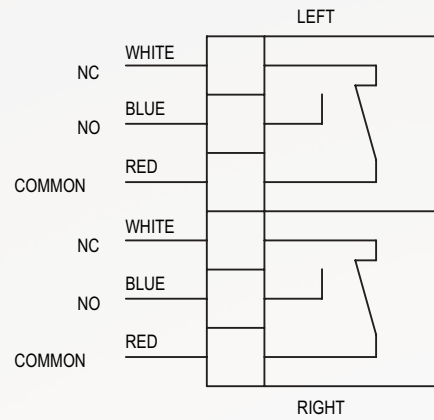 LEFT
WHITE
NC
BLUE
NO
RED
COMMON
WHITE
NC
BLUE
NO
RED
COMMON
RIGHT